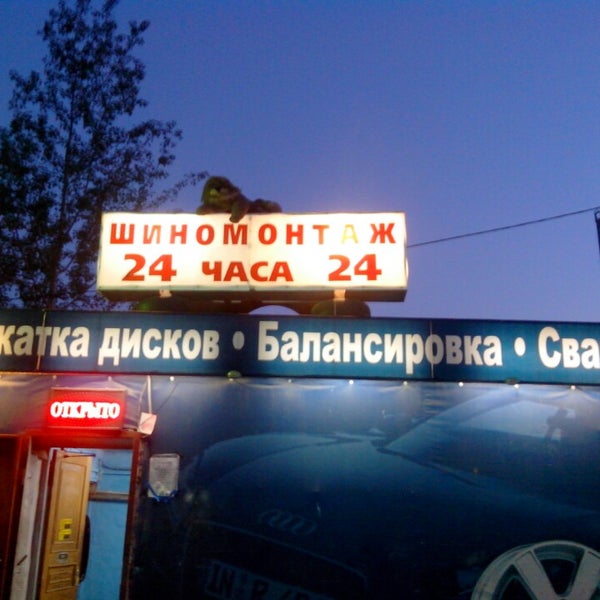 ШИНОМОНТАЖ
24 ЧАСА 24
катка дисков • Балансировка • Сва
ОТКРЫТО